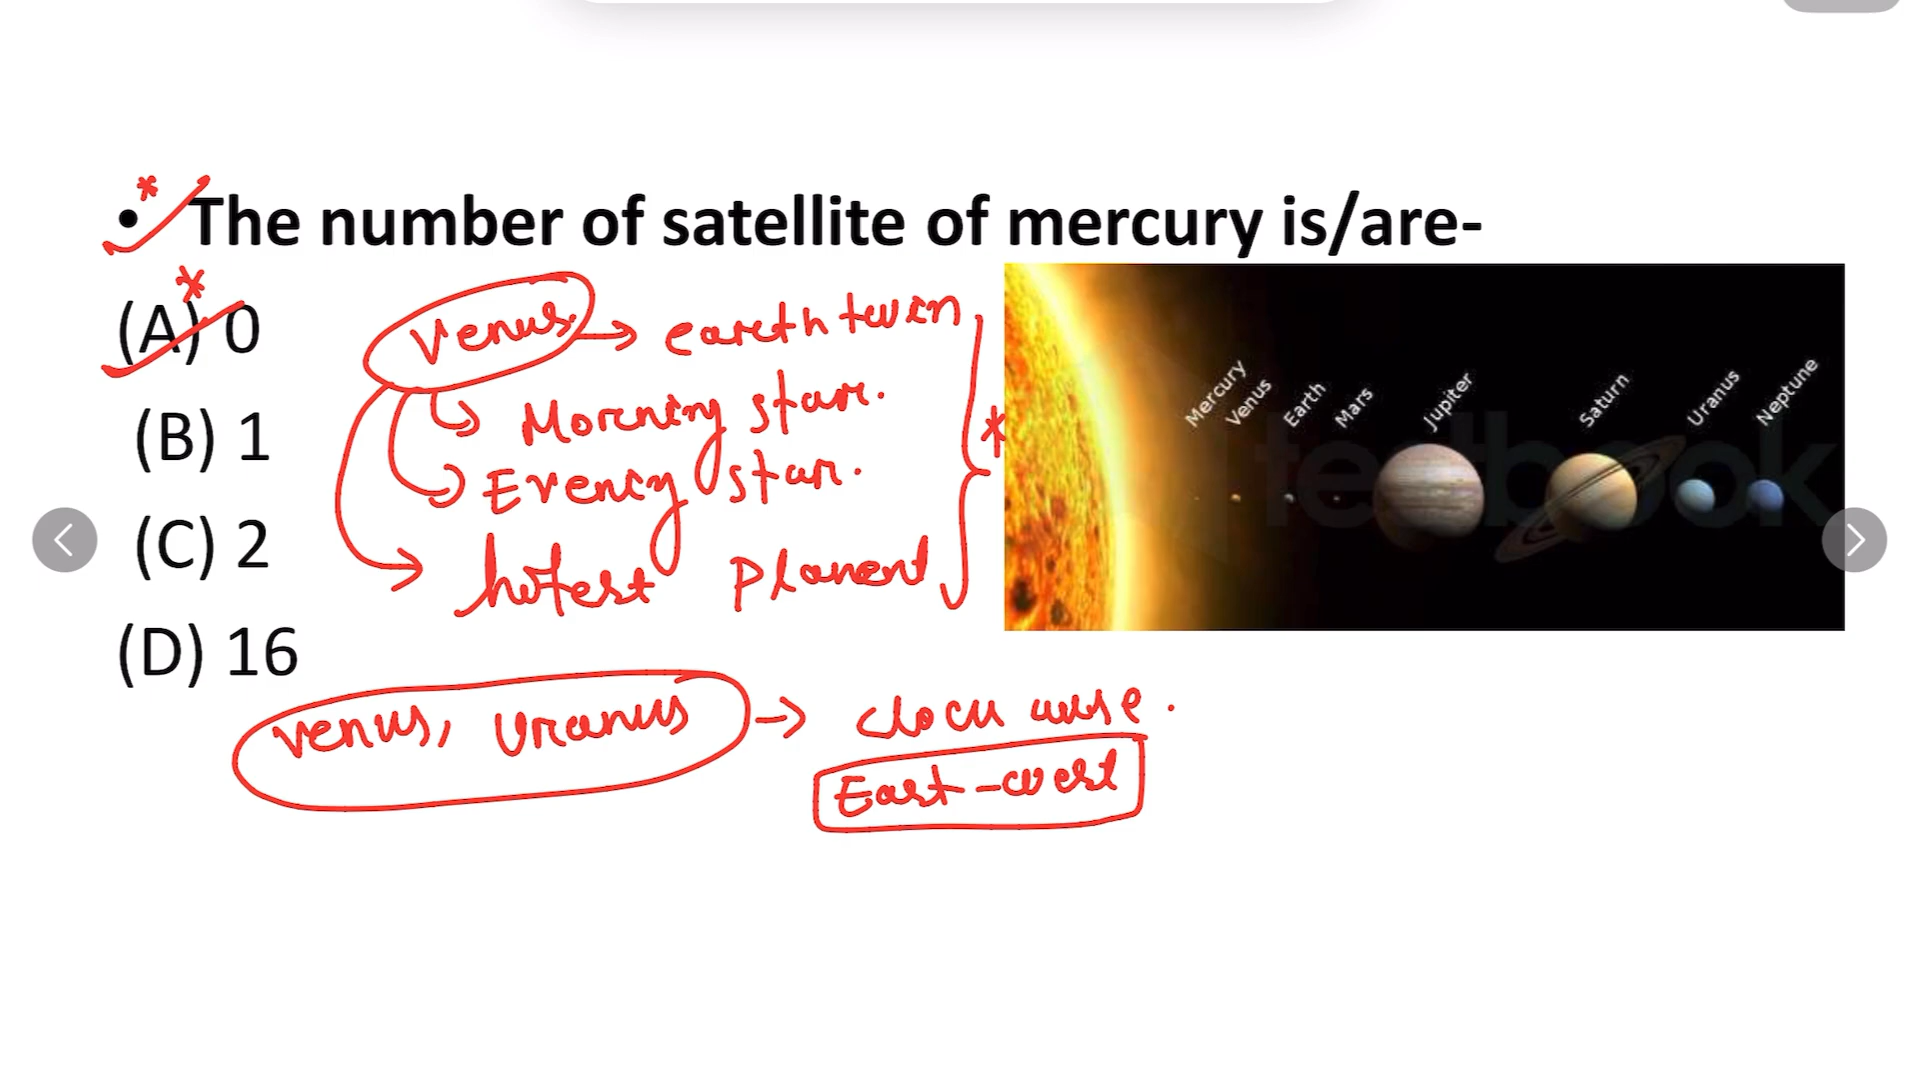 • The number of satellite of mercury is/are-
(A) 0
(B) 1
(C) 2
(D) 16
Venus → earth twin
Morning star.
Evening star.
hotest planent
Venus, Uranus → clock wise.
East-west
Mercury
Venus
Earth
Mars
Jupiter
Saturn
Uranus
Neptune
testbook